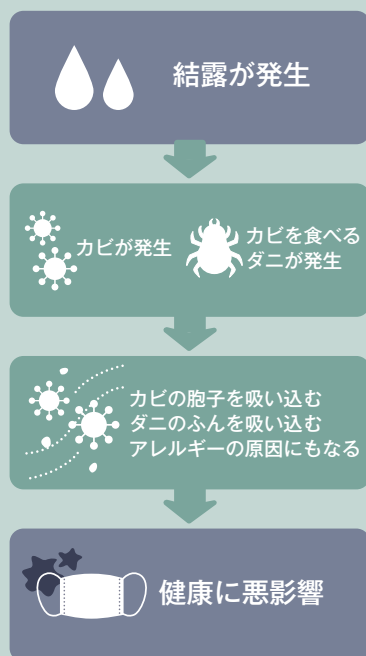 結露が発生
カビが発生
カビを食べる
ダニが発生
カビの胞子を吸い込む
ダニのふんを吸い込む
アレルギーの原因にもなる
健康に悪影響